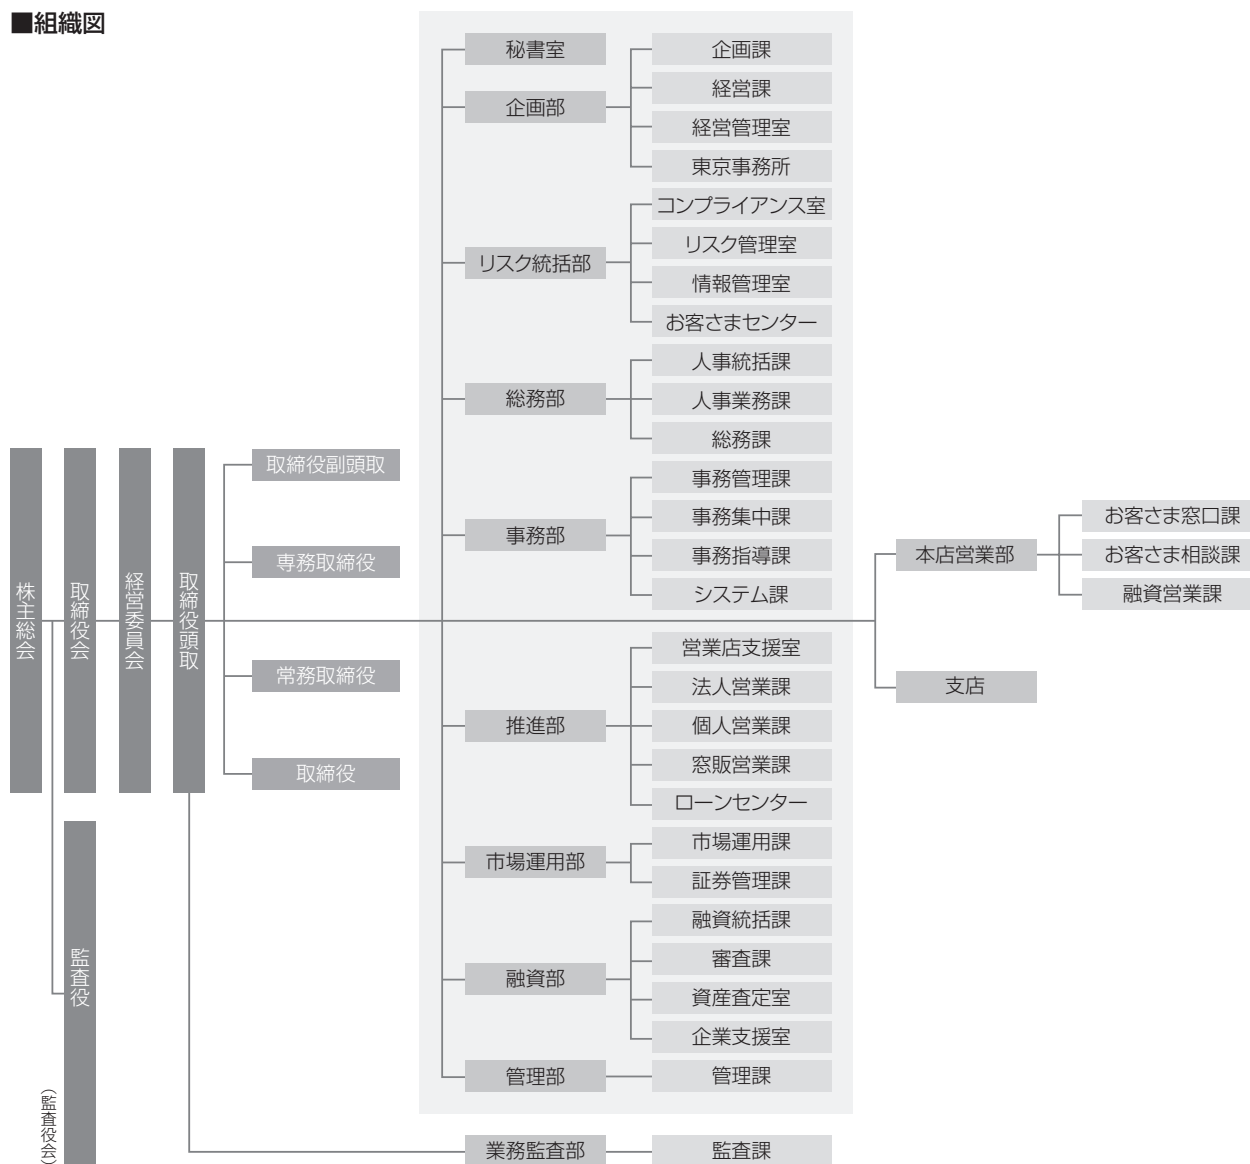 ■組織図
株主総会
取締役会
経営委員会
取締役頭取
監査役
(監査役会)
取締役副頭取
専務取締役
常務取締役
取締役
秘書室
企画部
企画課
経営課
経営管理室
東京事務所
リスク統括部
コンプライアンス室
リスク管理室
情報管理室
お客さまセンター
総務部
人事統括課
人事業務課
総務課
事務部
事務管理課
事務集中課
事務指導課
システム課
推進部
営業店支援室
法人営業課
個人営業課
窓販営業課
ローンセンター
市場運用部
市場運用課
証券管理課
融資部
融資統括課
審査課
資産査定室
企業支援室
管理部
管理課
業務監査部
監査課
本店営業部
お客さま窓口課
お客さま相談課
融資営業課
支店